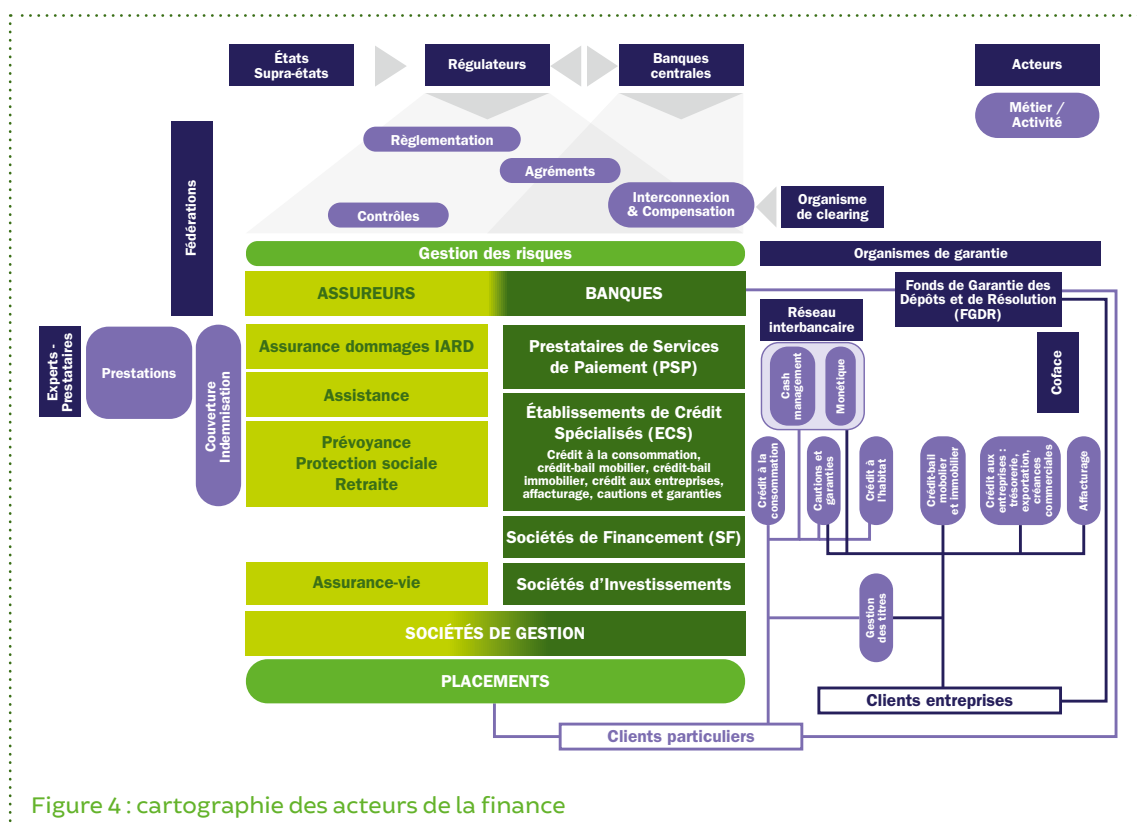 États
Supra-états
Régulateurs
Banques
centrales
Acteurs
Métier /
Activité
Règlementation
Agréments
Interconnexion
& Compensation
Organisme
de clearing
Contrôles
Fédérations
Gestion des risques
Organismes de garantie
ASSUREURS
BANQUES
Fonds de Garantie des
Dépôts et de Résolution
(FGDR)
Réseau
interbancaire
Experts -
Prestataires
Prestations
Couverture
Indemnisation
Assurance dommages IARD
Assistance
Prévoyance
Protection sociale
Retraite
Prestataires de Services
de Paiement (PSP)
Établissements de Crédit
Spécialisés (ECS)
Crédit à la consommation,
crédit-bail mobilier, crédit-bail
immobilier, crédit aux entreprises,
affacturage, cautions et garanties
Cash
management
Monétique
Coface
Crédit à la
consommation
Cautions et
garanties
Crédit à
l'habitat
Crédit-bail
mobolier
et immobilier
Crédit aux
entreprises :
trésorerie,
exportation,
créances
commerciales
Affacturage
Sociétés de Financement (SF)
Assurance-vie
Sociétés d'Investissements
Gestion
des titres
SOCIÉTÉS DE GESTION
PLACEMENTS
Clients entreprises
Clients particuliers
Figure 4 : cartographie des acteurs de la finance